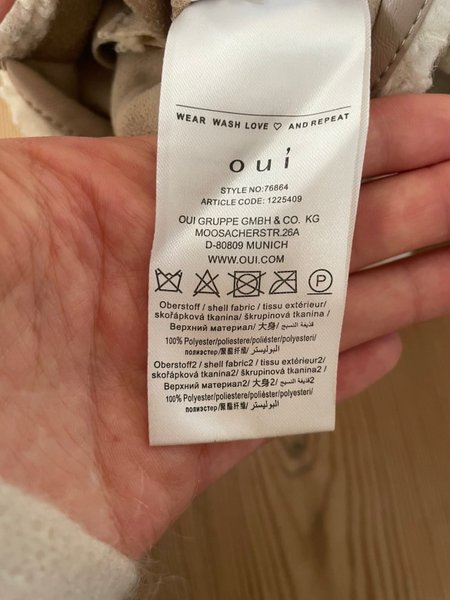 WEAR WASH LOVE ♡ AND REPEAT
ouí
STYLE NO:76864
ARTICLE CODE: 1225409
OUI GRUPPE GMBH & CO. KG
MOOSACHERSTR.26A
D-80809 MUNICH
WWW.OUI.COM
P
Oberstoff / shell fabric / tissu extérieur/
skořápková tkanina/ škrupinová tkanina /
Верхний материал/ 大身/ قذيفة النسيج/
100% Polyester/poliestere/poliéster/polyesteri/
полиэстер/聚酯纤维/ البوليستر/
Oberstoff2 / shell fabric2 / tissu extérieur2/
skořápková tkanina2/ škrupinová tkanina2 /
Верхний материал2/ 大身2/ قذيفة النسيج2/
100% Polyester/poliestere/poliéster/polyesteri/
полиэстер/聚酯纤维/ البوليستر/